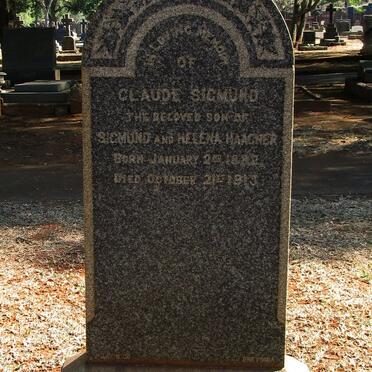 IN LOVING MEMORY
OF
CLAUDE SIGMUND
THE BELOVED SON OF
SIGMUND AND HELENA HAAGNER
BORN JANUARY 2ND
DIED OCTOBER 21ST 1913